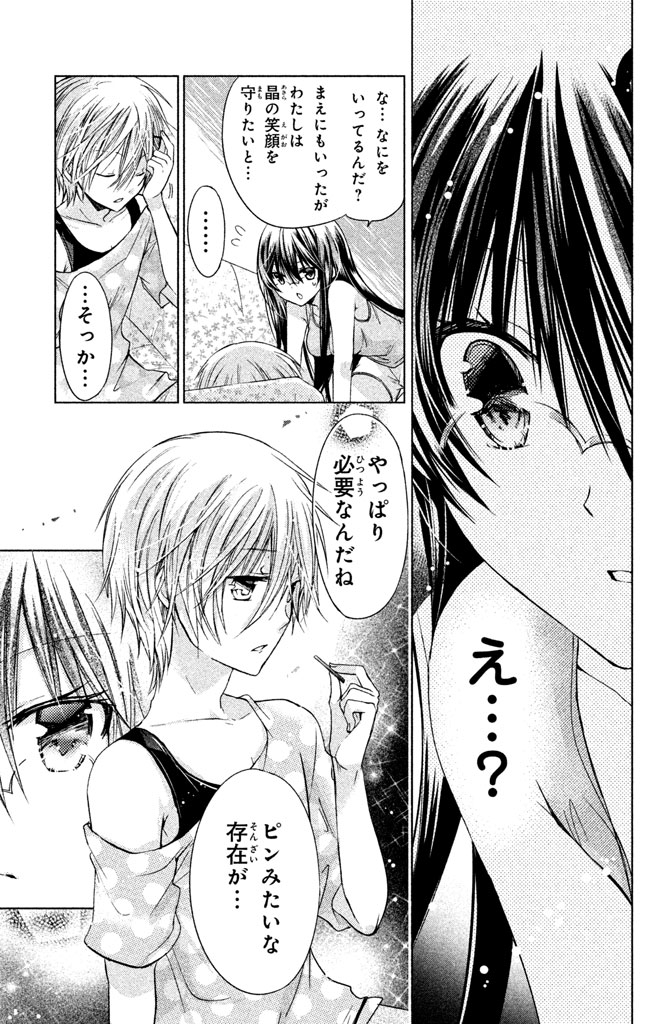 え…?
な…なにを
いってるんだ?
まえにもいったが
わたしは
晶の笑顔を
守りたいと…
……
…そっか…
やっぱり
必要なんだね
ピンみたいな
存在が…